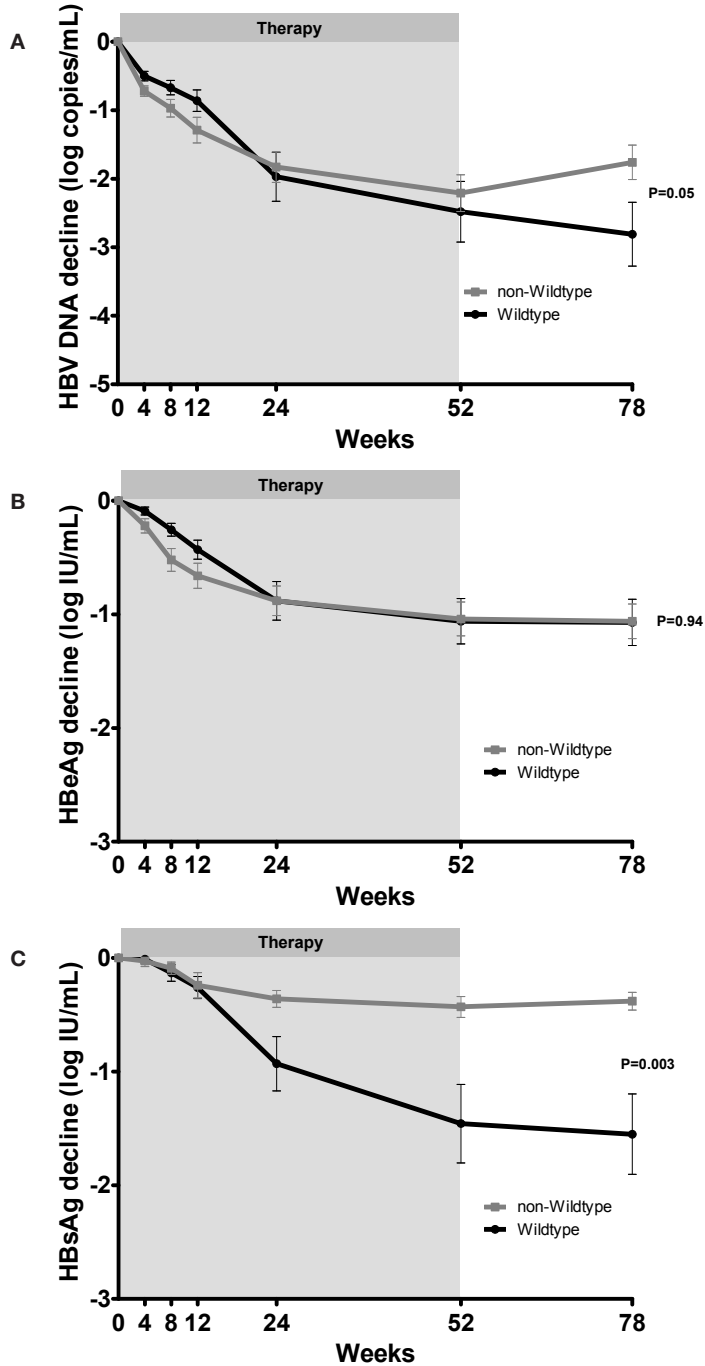 A
Therapy
HBV DNA decline (log copies/mL)
0
-1
-2
-3
-4
-5
P=0.05
non-Wildtype
Wildtype
0 4 8 12 24 52 78
Weeks
B
Therapy
HBeAg decline (log IU/mL)
0
-1
-2
-3
P=0.94
non-Wildtype
Wildtype
0 4 8 12 24 52 78
Weeks
C
Therapy
HBsAg decline (log IU/mL)
0
-1
-2
-3
P=0.003
non-Wildtype
Wildtype
0 4 8 12 24 52 78
Weeks